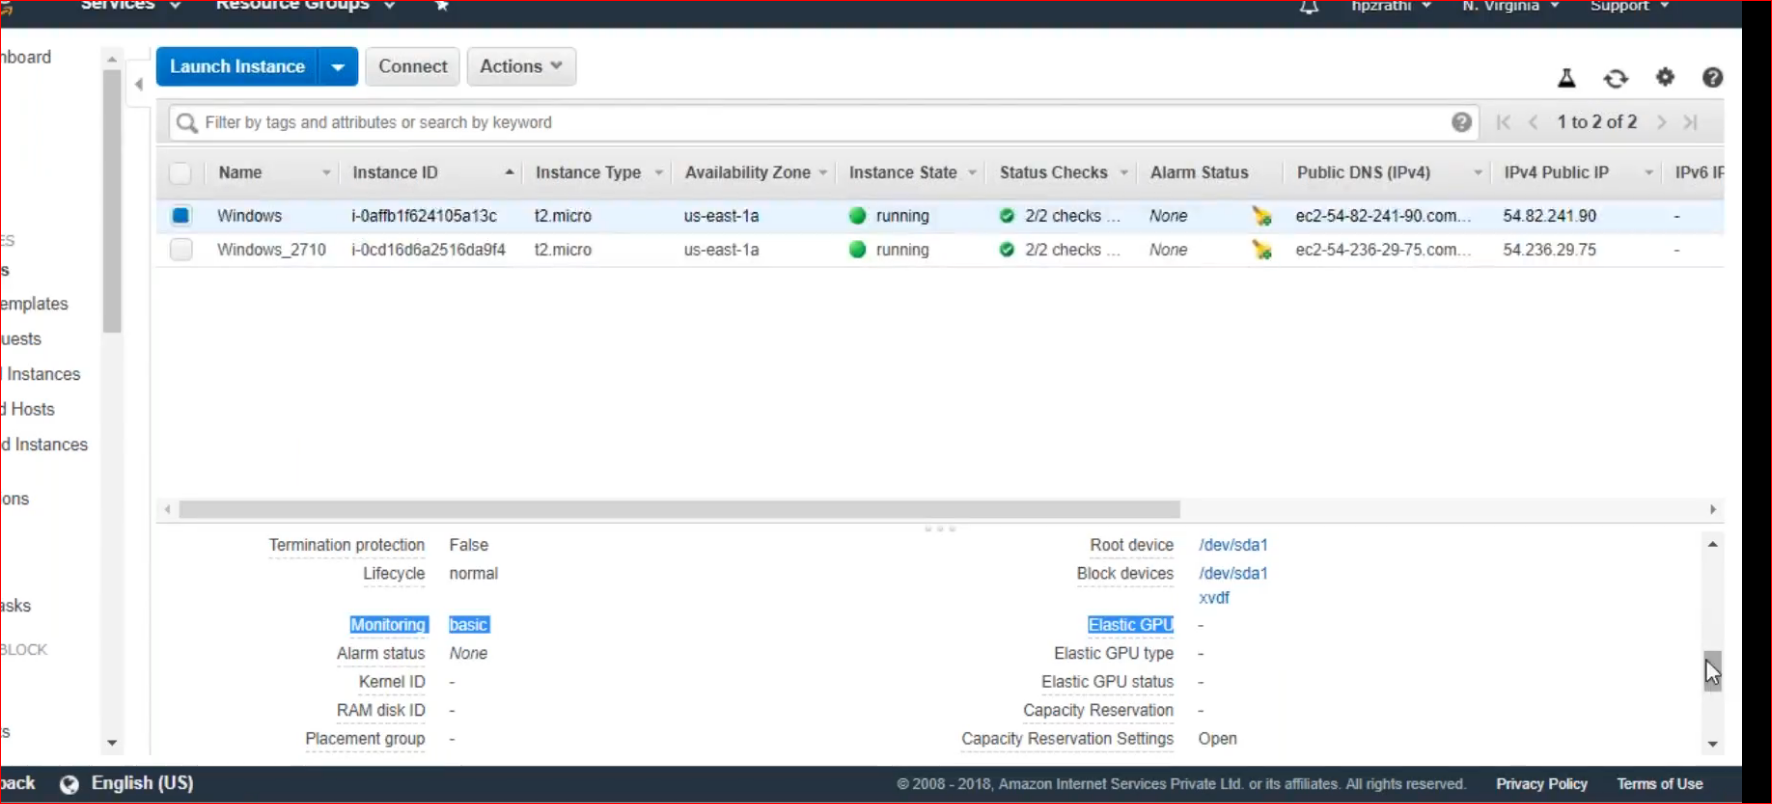 Services Resource Groups hpzrathi N. Virginia Support
Launch Instance Connect Actions
Filter by tags and attributes or search by keyword 1 to 2 of 2
Name Instance ID Instance Type Availability Zone Instance State Status Checks Alarm Status Public DNS (IPv4) IPv4 Public IP IPv6 IP
Windows i-0affb1f624105a13c t2.micro us-east-1a running 2/2 checks ... None ec2-54-82-241-90.com... 54.82.241.90 -
Windows_2710 i-0cd16d6a2516da9f4 t2.micro us-east-1a running 2/2 checks ... None ec2-54-236-29-75.com... 54.236.29.75 -
nboard
ES
s
emplates
uests
Instances
d Hosts
d Instances
ons
asks
BLOCK
s
Termination protection False Root device /dev/sda1
Lifecycle normal Block devices /dev/sda1
xvdf
Monitoring basic Elastic GPU -
Alarm status None Elastic GPU type -
Kernel ID - Elastic GPU status -
RAM disk ID - Capacity Reservation -
Placement group - Capacity Reservation Settings Open
back English (US) © 2008 - 2018, Amazon Internet Services Private Ltd. or its affiliates. All rights reserved. Privacy Policy Terms of Use